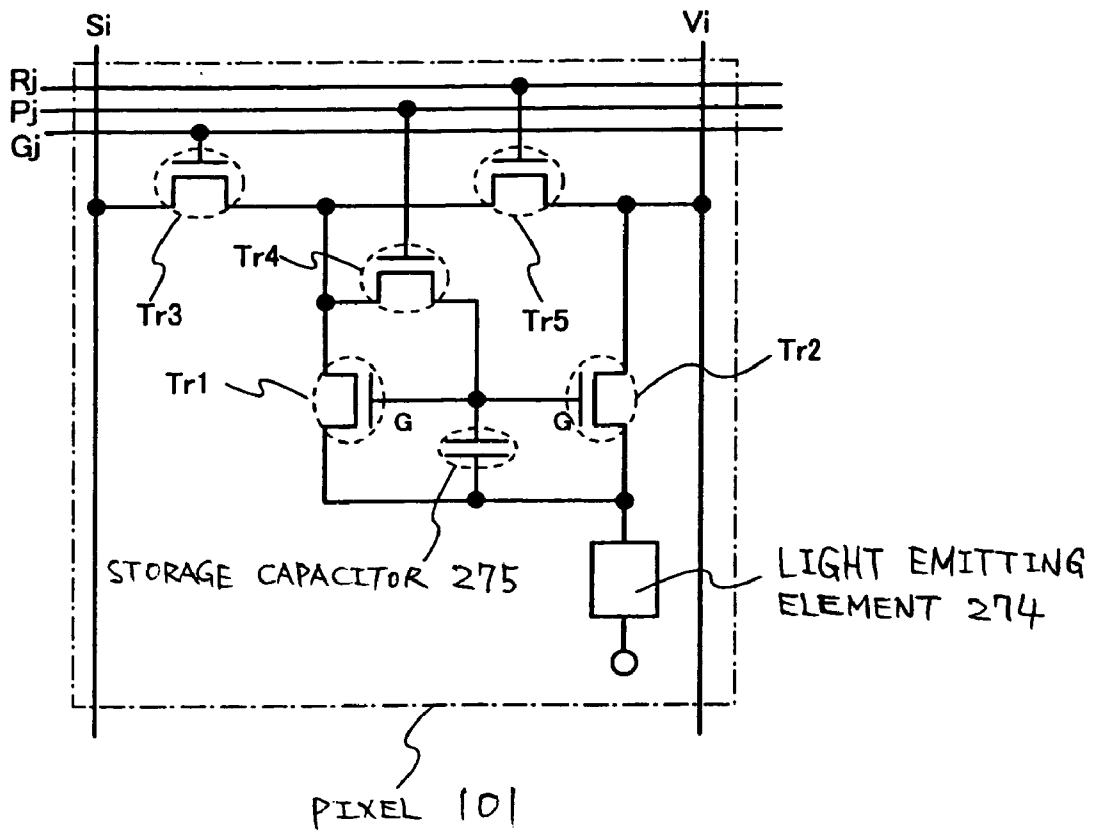 Si
Vi
Rj
Pj
Gj
Tr4
Tr3
Tr5
Tr2
Tr1
G
G
STORAGE CAPACITOR 275
LIGHT EMITTING
ELEMENT 274
PIXEL 101